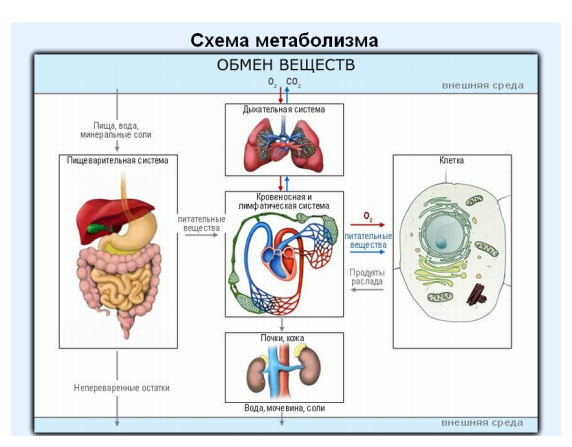 Схема метаболизма
ОБМЕН ВЕЩЕСТВ
O2 CO2
внешняя среда
Пища, вода,
минеральные соли
Дыхательная система
Пищеварительная система
Кровеносная и
лимфатическая система
Клетка
питательные
вещества
O2
питательные
вещества
Продукты
распада
Почки, кожа
Непереваренные остатки
Вода, мочевина, соли
внешняя среда